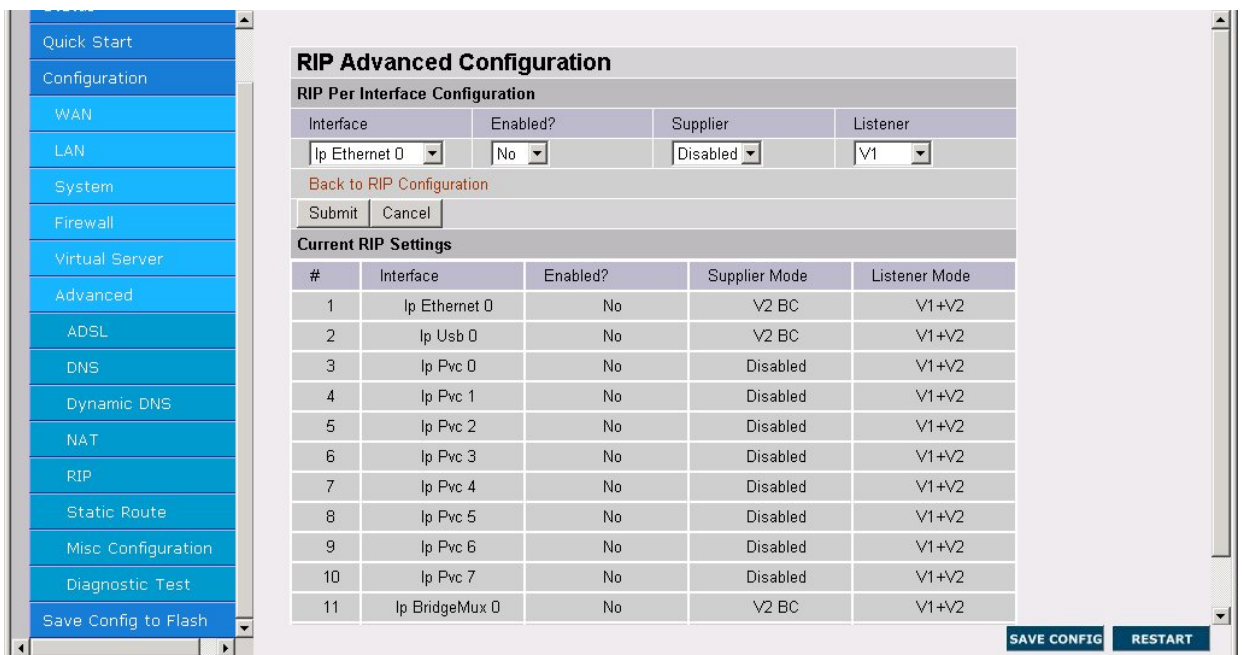 Quick Start
Configuration
WAN
LAN
System
Firewall
Virtual Server
Advanced
ADSL
DNS
Dynamic DNS
NAT
RIP
Static Route
Misc Configuration
Diagnostic Test
Save Config to Flash
RIP Advanced Configuration
RIP Per Interface Configuration
Interface Enabled? Supplier Listener
Ip Ethernet 0 No Disabled V1
Back to RIP Configuration
Submit Cancel
Current RIP Settings
# Interface Enabled? Supplier Mode Listener Mode
1 Ip Ethernet 0 No V2 BC V1+V2
2 Ip Usb 0 No V2 BC V1+V2
3 Ip Pvc 0 No Disabled V1+V2
4 Ip Pvc 1 No Disabled V1+V2
5 Ip Pvc 2 No Disabled V1+V2
6 Ip Pvc 3 No Disabled V1+V2
7 Ip Pvc 4 No Disabled V1+V2
8 Ip Pvc 5 No Disabled V1+V2
9 Ip Pvc 6 No Disabled V1+V2
10 Ip Pvc 7 No Disabled V1+V2
11 Ip BridgeMux 0 No V2 BC V1+V2
SAVE CONFIG RESTART